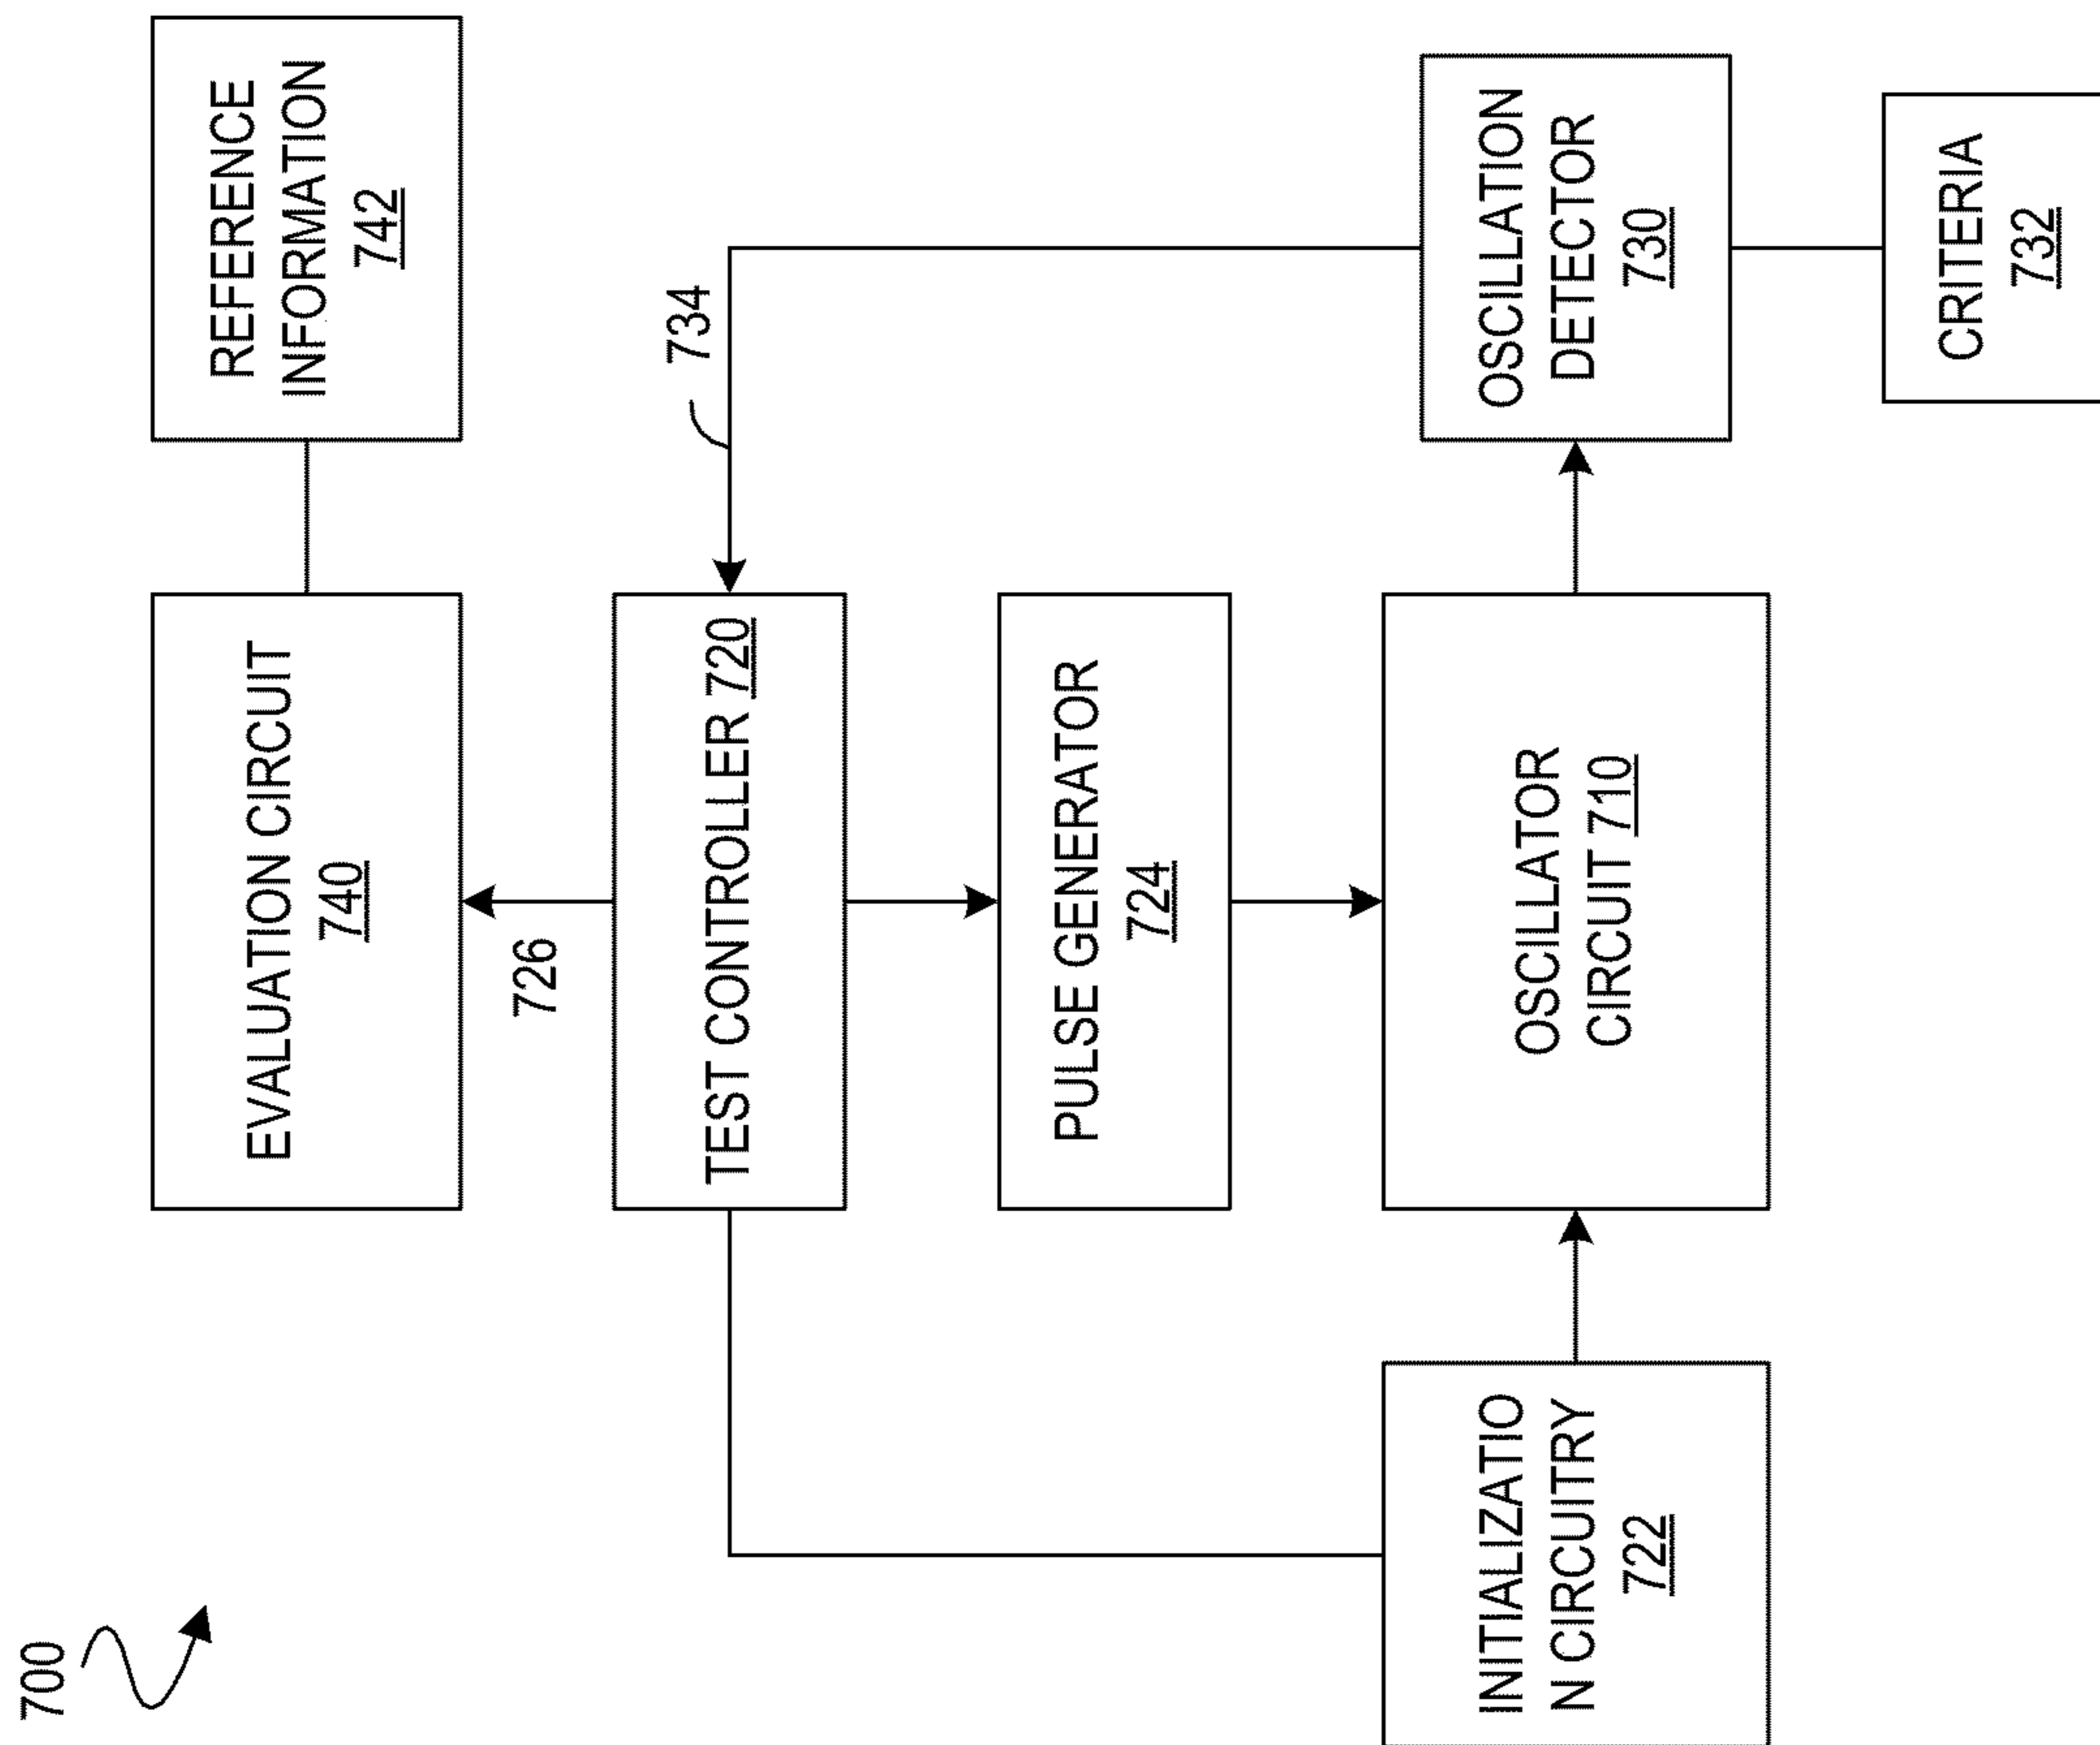 700
REFERENCE
INFORMATION
742
EVALUATION CIRCUIT
740
726
734
TEST CONTROLLER 720
PULSE GENERATOR
724
INITIALIZATIO
N CIRCUITRY
722
OSCILLATOR
CIRCUIT 710
OSCILLATION
DETECTOR
730
CRITERIA
732